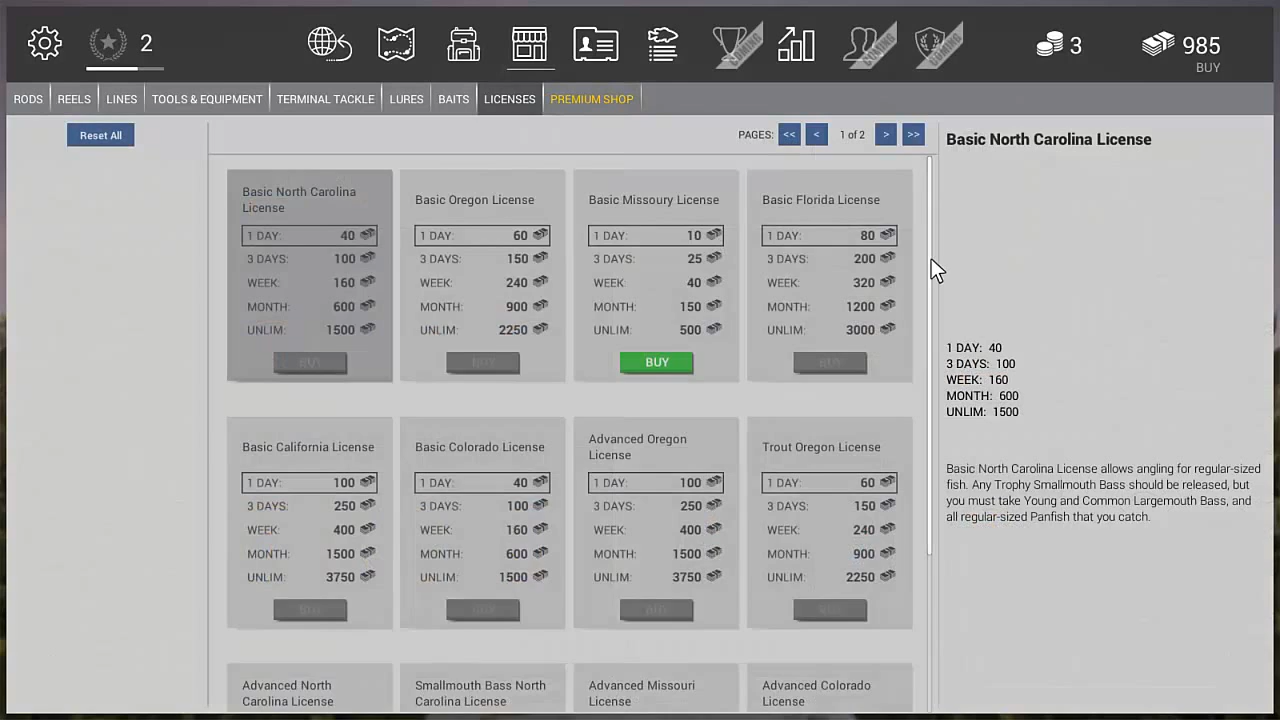 2
COMING
COMING
COMING
3
985
BUY
RODS
REELS
LINES
TOOLS & EQUIPMENT
TERMINAL TACKLE
LURES
BAITS
LICENSES
PREMIUM SHOP
Reset All
PAGES: << < 1 of 2 > >>
Basic North Carolina
License
1 DAY: 40
3 DAYS: 100
WEEK: 160
MONTH: 600
UNLIM: 1500
BUY
Basic Oregon License
1 DAY: 60
3 DAYS: 150
WEEK: 240
MONTH: 900
UNLIM: 2250
BUY
Basic Missoury License
1 DAY: 10
3 DAYS: 25
WEEK: 40
MONTH: 150
UNLIM: 500
BUY
Basic Florida License
1 DAY: 80
3 DAYS: 200
WEEK: 320
MONTH: 1200
UNLIM: 3000
BUY
Basic California License
1 DAY: 100
3 DAYS: 250
WEEK: 400
MONTH: 1500
UNLIM: 3750
BUY
Basic Colorado License
1 DAY: 40
3 DAYS: 100
WEEK: 160
MONTH: 600
UNLIM: 1500
BUY
Advanced Oregon
License
1 DAY: 100
3 DAYS: 250
WEEK: 400
MONTH: 1500
UNLIM: 3750
BUY
Trout Oregon License
1 DAY: 60
3 DAYS: 150
WEEK: 240
MONTH: 900
UNLIM: 2250
BUY
Advanced North
Carolina License
Smallmouth Bass North
Carolina License
Advanced Missouri
License
Advanced Colorado
License
Basic North Carolina License
1 DAY: 40
3 DAYS: 100
WEEK: 160
MONTH: 600
UNLIM: 1500
Basic North Carolina License allows angling for regular-sized
fish. Any Trophy Smallmouth Bass should be released, but
you must take Young and Common Largemouth Bass, and
all regular-sized Panfish that you catch.